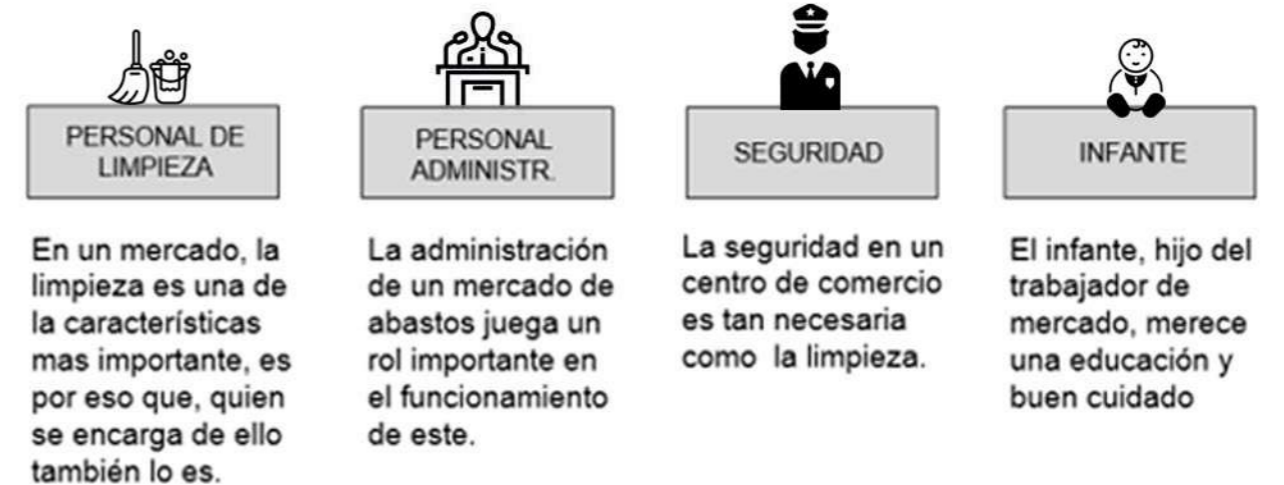 PERSONAL DE
LIMPIEZA
En un mercado, la
limpieza es una de
la características
mas importante, es
por eso que, quien
se encarga de ello
también lo es.
PERSONAL
ADMINISTR.
La administración
de un mercado de
abastos juega un
rol importante en
el funcionamiento
de este.
SEGURIDAD
La seguridad en un
centro de comercio
es tan necesaria
como la limpieza.
INFANTE
El infante, hijo del
trabajador de
mercado, merece
una educación y
buen cuidado